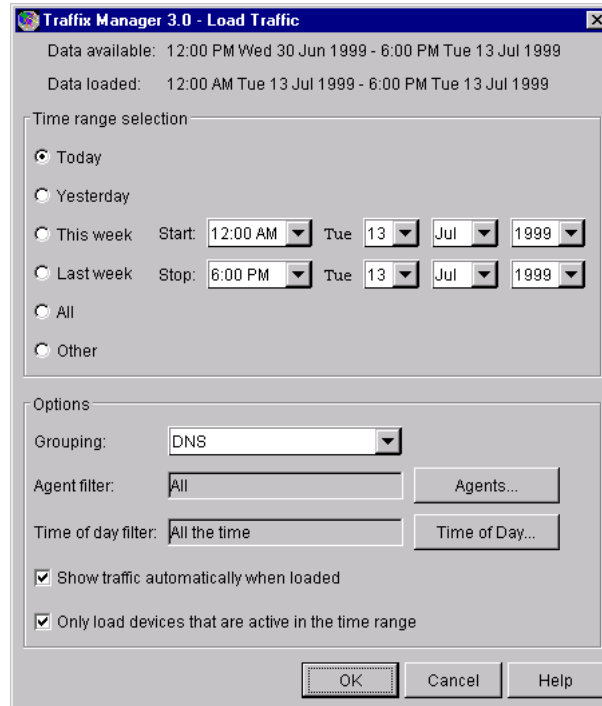 Traffix Manager 3.0 - Load Traffic
Data available: 12:00 PM Wed 30 Jun 1999 - 6:00 PM Tue 13 Jul 1999
Data loaded: 12:00 AM Tue 13 Jul 1999 - 6:00 PM Tue 13 Jul 1999
Time range selection
Today
Yesterday
This week Start: 12:00 AM Tue 13 Jul 1999
Last week Stop: 6:00 PM Tue 13 Jul 1999
All
Other
Options
Grouping: DNS
Agent filter: All Agents...
Time of day filter: All the time Time of Day...
Show traffic automatically when loaded
Only load devices that are active in the time range
OK Cancel Help